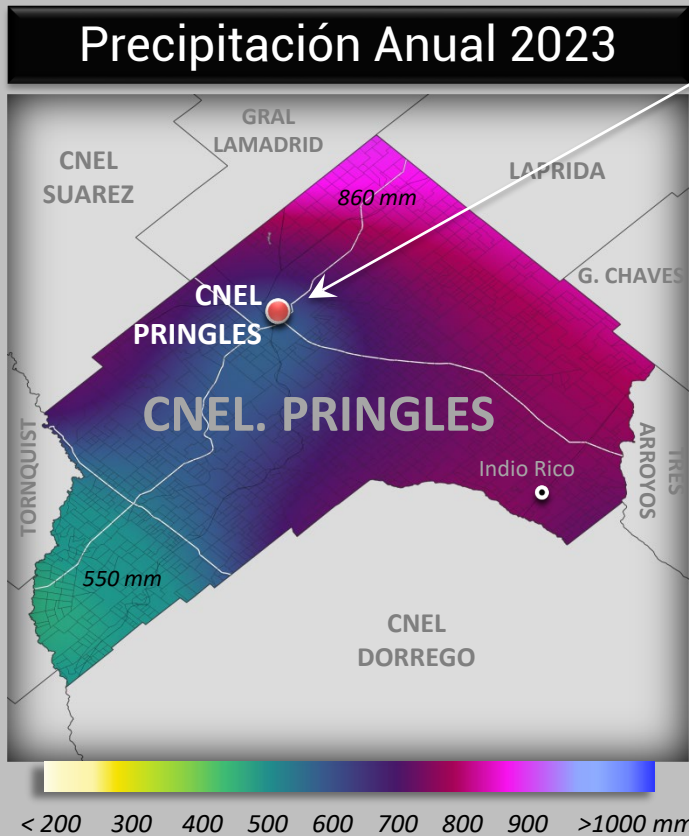 Precipitación Anual 2023
GRAL
LAMADRID
CNEL
SUAREZ
LAPRIDA
860 mm
G. CHAVES
CNEL
PRINGLES
CNEL. PRINGLES
TORNQUIST
Indio Rico
TRES
ARROYOS
550 mm
CNEL
DORREGO
< 200 300 400 500 600 700 800 900 >1000 mm